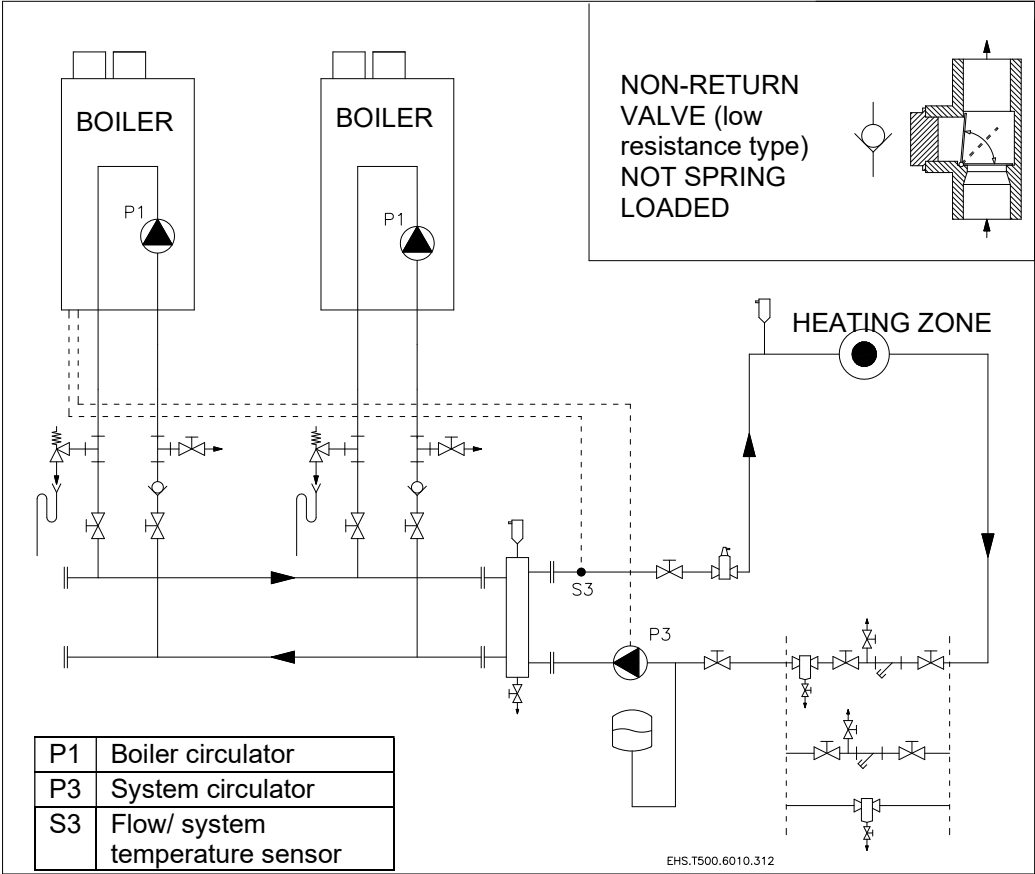 BOILER
BOILER
NON-RETURN
VALVE (low
resistance type)
NOT SPRING
LOADED
P1
P1
HEATING ZONE
S3
P3
P1 Boiler circulator
P3 System circulator
S3 Flow/ system
temperature sensor
EHS.T500.6010.312